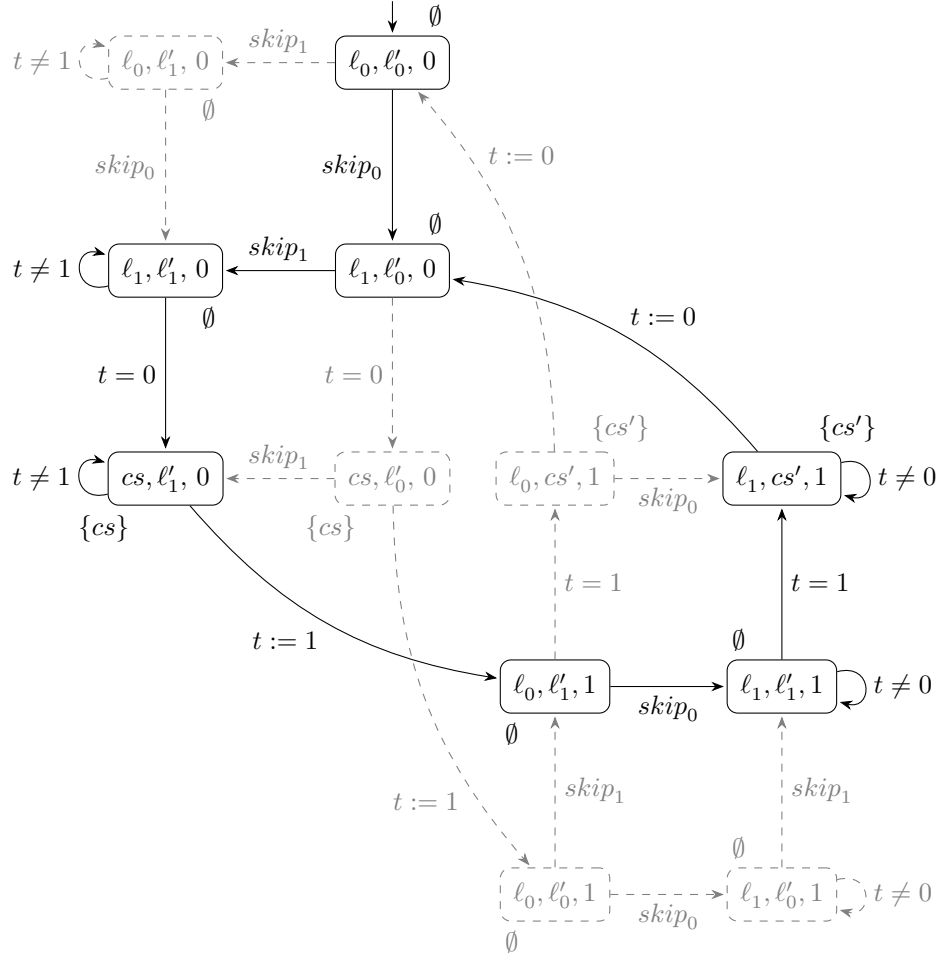 ∅
ℓ₀, ℓ′₁, 0
skip₁
ℓ₀, ℓ′₀, 0
t ≠ 1
∅
t := 0
skip₀
skip₀
∅
ℓ₁, ℓ′₁, 0
skip₁
ℓ₁, ℓ′₀, 0
t ≠ 1
∅
t := 0
t = 0
t = 0
{cs′}
{cs′}
cs, ℓ′₁, 0
skip₁
cs, ℓ′₀, 0
ℓ₀, cs′, 1
skip₀
ℓ₁, cs′, 1
t ≠ 1
t ≠ 0
{cs}
{cs}
t = 1
t = 1
t := 1
∅
ℓ₀, ℓ′₁, 1
skip₀
ℓ₁, ℓ′₁, 1
t ≠ 0
∅
skip₁
skip₁
t := 1
∅
ℓ₀, ℓ′₀, 1
skip₀
ℓ₁, ℓ′₀, 1
t ≠ 0
∅